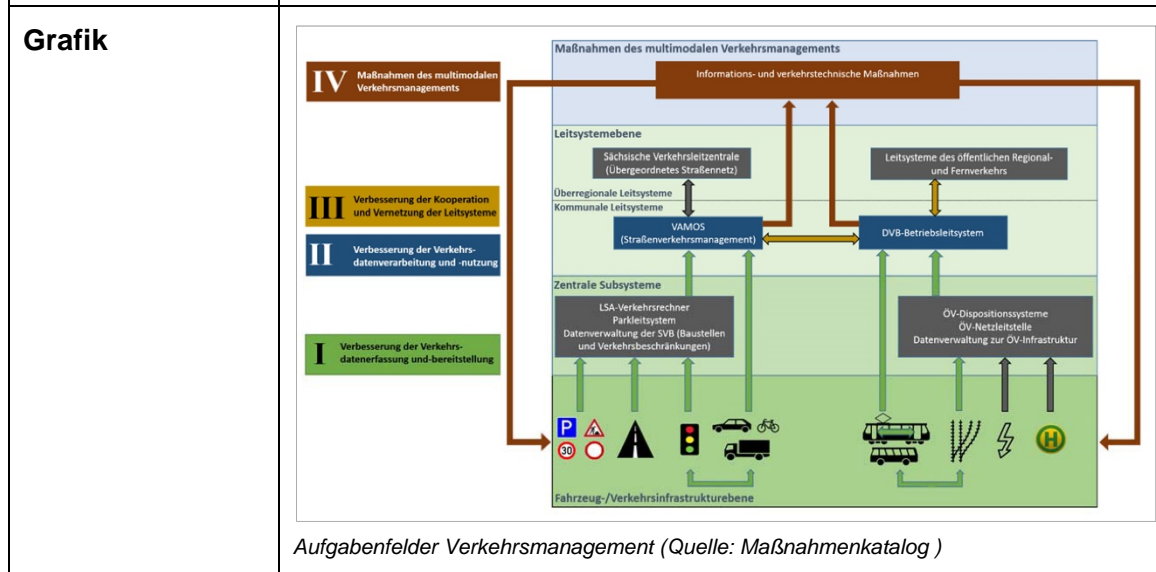 Grafik
Maßnahmen des multimodalen Verkehrsmanagements
IV
Maßnahmen des multimodalen
Verkehrsmanagements
Informations- und verkehrstechnische Maßnahmen
Leitsystemebene
Sächsische Verkehrsleitzentrale
(Übergeordnetes Straßennetz)
Leitsysteme des öffentlichen Regional-
und Fernverkehrs
Überregionale Leitsysteme
Kommunale Leitsysteme
III
Verbesserung der Kooperation
und Vernetzung der Leitsysteme
VAMOS
(Straßenverkehrsmanagement)
DVB-Betriebsleitsystem
II
Verbesserung der Verkehrs-
datenverarbeitung und -nutzung
Zentrale Subsysteme
LSA-Verkehrsrechner
Parkleitsystem
Datenverwaltung der SVB (Baustellen
und Verkehrsbeschränkungen)
ÖV-Dispositionssysteme
ÖV-Netzleitstelle
Datenverwaltung zur ÖV-Infrastruktur
I
Verbesserung der Verkehrs-
datenerfassung und-bereitstellung
P
30
H
Fahrzeug-/Verkehrsinfrastrukturebene
Aufgabenfelder Verkehrsmanagement (Quelle: Maßnahmenkatalog )